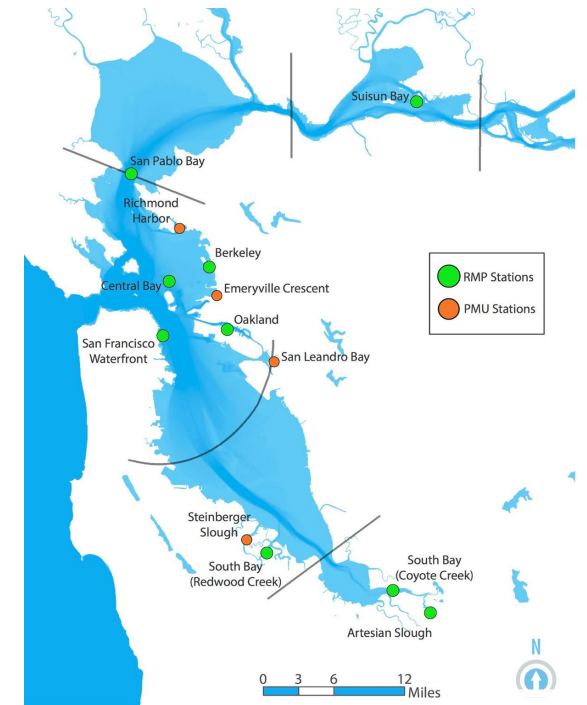 Suisun Bay
San Pablo Bay
Richmond
Harbor
Berkeley
RMP Stations
Central Bay
Emeryville Crescent
PMU Stations
Oakland
San Francisco
Waterfront
San Leandro Bay
Steinberger
Slough
South Bay
(Redwood Creek)
South Bay
(Coyote Creek)
Artesian Slough
N
0 3 6 12
Miles